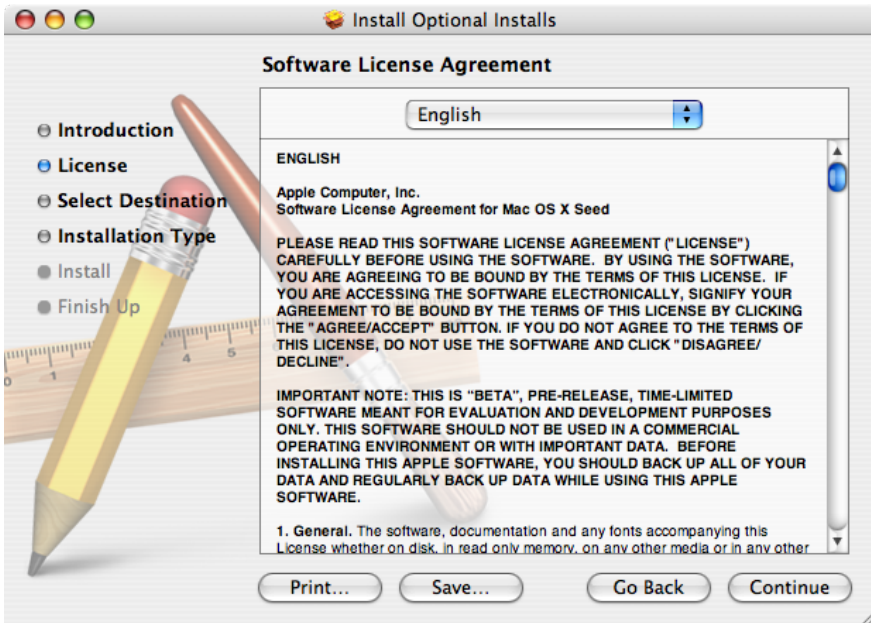 Install Optional Installs
Software License Agreement
Introduction
License
Select Destination
Installation Type
Install
Finish Up
0 1 4 5
English
ENGLISH
Apple Computer, Inc.
Software License Agreement for Mac OS X Seed
PLEASE READ THIS SOFTWARE LICENSE AGREEMENT ("LICENSE")
CAREFULLY BEFORE USING THE SOFTWARE.  BY USING THE SOFTWARE,
YOU ARE AGREEING TO BE BOUND BY THE TERMS OF THIS LICENSE.  IF
YOU ARE ACCESSING THE SOFTWARE ELECTRONICALLY, SIGNIFY YOUR
AGREEMENT TO BE BOUND BY THE TERMS OF THIS LICENSE BY CLICKING
THE "AGREE/ACCEPT" BUTTON. IF YOU DO NOT AGREE TO THE TERMS OF
THIS LICENSE, DO NOT USE THE SOFTWARE AND CLICK "DISAGREE/
DECLINE".
IMPORTANT NOTE: THIS IS "BETA", PRE-RELEASE, TIME-LIMITED
SOFTWARE MEANT FOR EVALUATION AND DEVELOPMENT PURPOSES
ONLY. THIS SOFTWARE SHOULD NOT BE USED IN A COMMERCIAL
OPERATING ENVIRONMENT OR WITH IMPORTANT DATA.  BEFORE
INSTALLING THIS APPLE SOFTWARE, YOU SHOULD BACK UP ALL OF YOUR
DATA AND REGULARLY BACK UP DATA WHILE USING THIS APPLE
SOFTWARE.
1. General. The software, documentation and any fonts accompanying this
License whether on disk, in read only memory, on any other media or in any other
Print...
Save...
Go Back
Continue